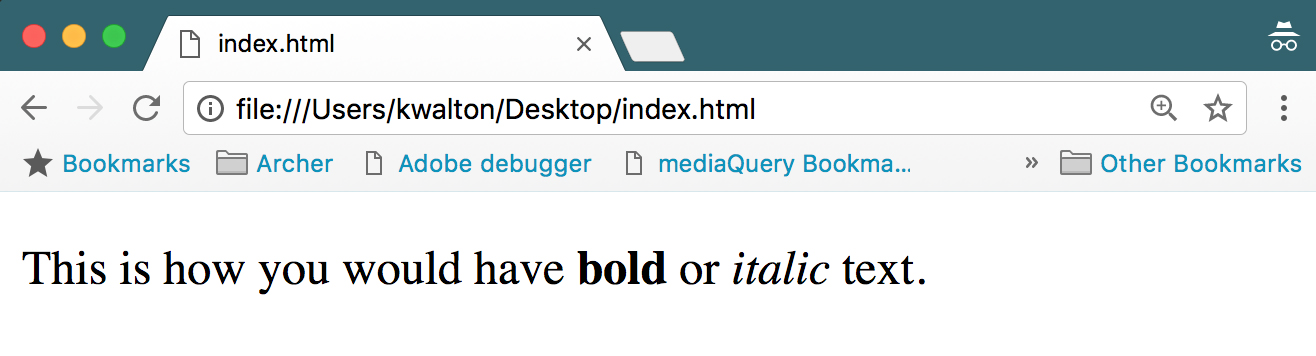 index.html
file:///Users/kwalton/Desktop/index.html
Bookmarks Archer Adobe debugger mediaQuery Bookma... » Other Bookmarks
This is how you would have bold or italic text.